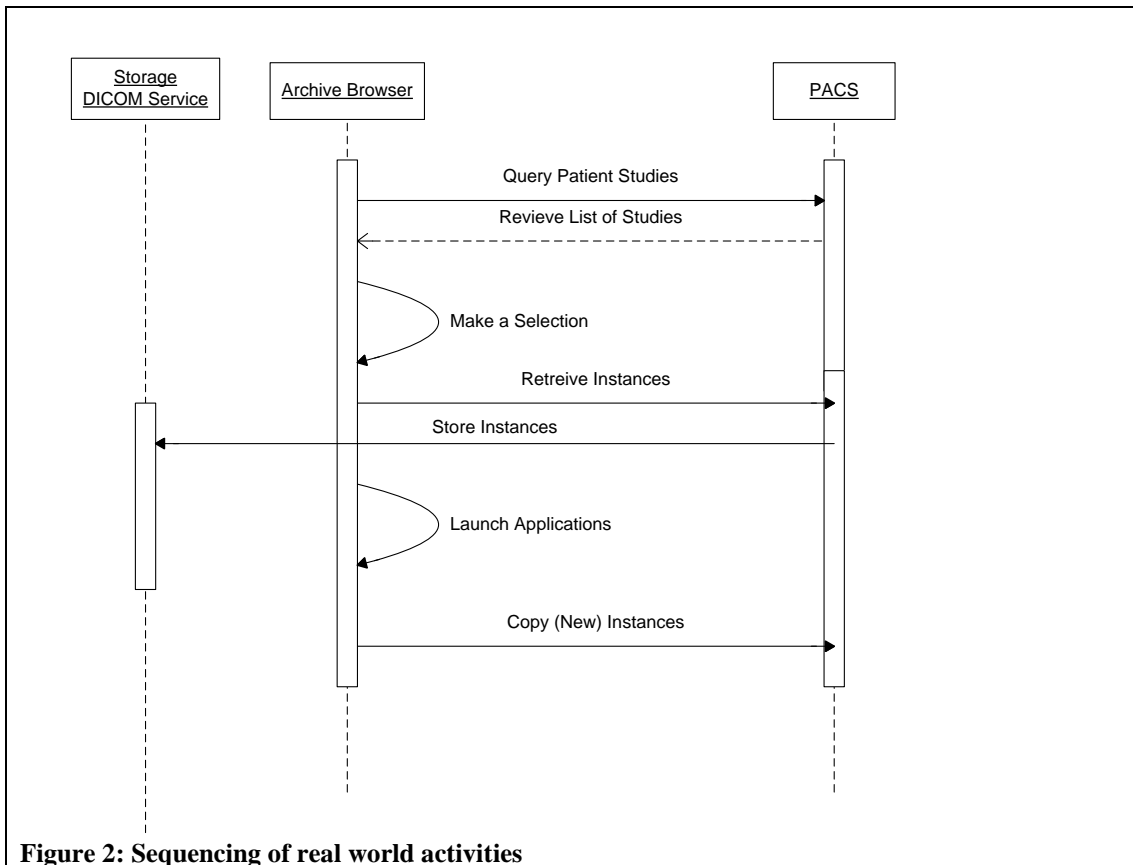 Storage
DICOM Service
Archive Browser
PACS
Query Patient Studies
Revieve List of Studies
Make a Selection
Retreive Instances
Store Instances
Launch Applications
Copy (New) Instances
Figure 2: Sequencing of real world activities